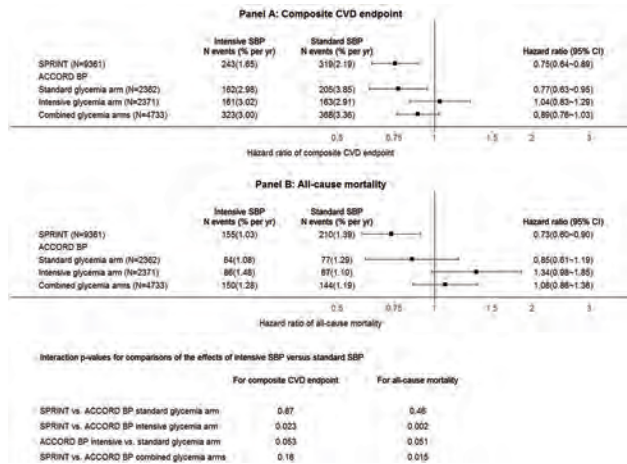 Panel A: Composite CVD endpoint
Intensive SBP Standard SBP
N events (% per yr) N events (% per yr) Hazard ratio (95% CI)
SPRINT (N=9361) 243(1.65) 319(2.19) 0.75(0.64~0.89)
ACCORD BP
Standard glycemia arm (N=2362) 162(2.98) 205(3.85) 0.77(0.63~0.95)
Intensive glycemia arm (N=2371) 161(3.02) 163(2.91) 1.04(0.83~1.29)
Combined glycemia arms (N=4733) 323(3.00) 368(3.36) 0.89(0.76~1.03)
0.5 0.75 1 1.5 2 3
Hazard ratio of composite CVD endpoint
Panel B: All-cause mortality
Intensive SBP Standard SBP
N events (% per yr) N events (% per yr) Hazard ratio (95% CI)
SPRINT (N=9361) 155(1.03) 210(1.39) 0.73(0.60~0.90)
ACCORD BP
Standard glycemia arm (N=2362) 64(1.08) 77(1.29) 0.85(0.61~1.19)
Intensive glycemia arm (N=2371) 86(1.48) 67(1.10) 1.34(0.98~1.85)
Combined glycemia arms (N=4733) 150(1.28) 144(1.19) 1.08(0.86~1.36)
0.5 0.75 1 1.5 2 3
Hazard ratio of all-cause mortality
Interaction p-values for comparisons of the effects of intensive SBP versus standard SBP
For composite CVD endpoint For all-cause mortality
SPRINT vs. ACCORD BP standard glycemia arm 0.87 0.46
SPRINT vs. ACCORD BP intensive glycemia arm 0.023 0.002
ACCORD BP intensive vs. standard glycemia arm 0.053 0.051
SPRINT vs. ACCORD BP combined glycemia arms 0.16 0.015